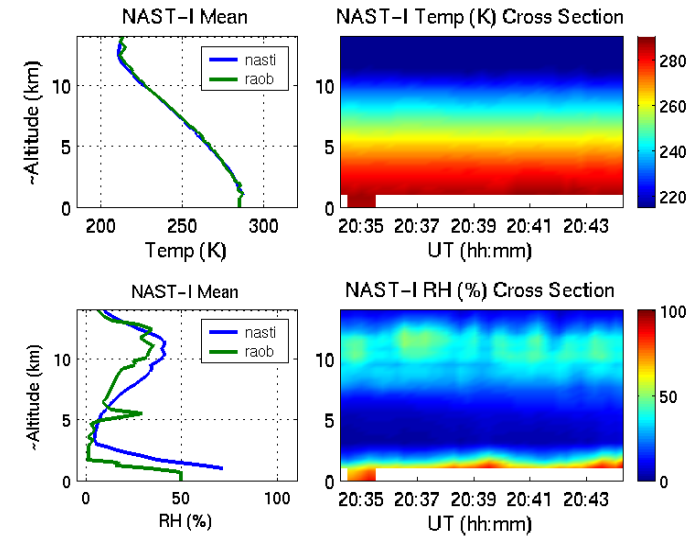 NAST-I Mean
nasti
raob
10
5
0
~Altitude (km)
200 250 300
Temp (K)
NAST-I Temp (K) Cross Section
10
5
0
20:35 20:37 20:39 20:41 20:43
UT (hh:mm)
280
260
240
220
NAST-I Mean
nasti
raob
10
5
0
~Altitude (km)
0 50 100
RH (%)
NAST-I RH (%) Cross Section
10
5
0
20:35 20:37 20:39 20:41 20:43
UT (hh:mm)
100
50
0